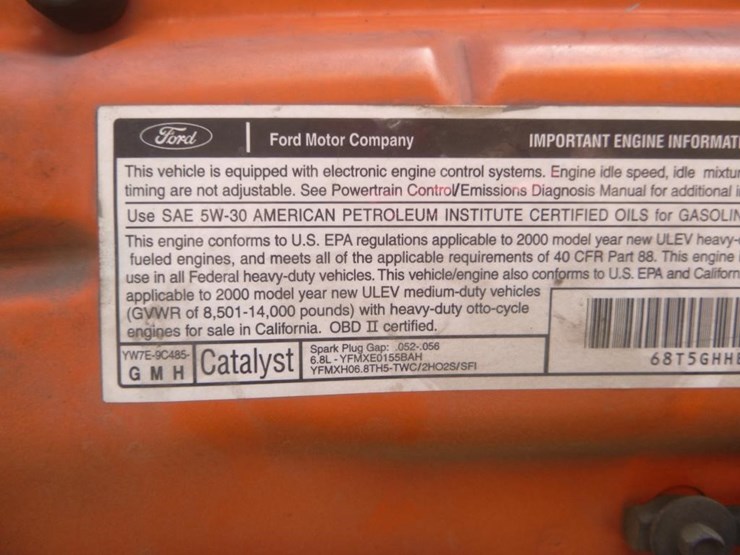 Ford
Ford Motor Company
IMPORTANT ENGINE INFORMATI
This vehicle is equipped with electronic engine control systems. Engine idle speed, idle mixtur
timing are not adjustable. See Powertrain Control/Emissions Diagnosis Manual for additional i
Use SAE 5W-30 AMERICAN PETROLEUM INSTITUTE CERTIFIED OILS for GASOLIN
This engine conforms to U.S. EPA regulations applicable to 2000 model year new ULEV heavy-
fueled engines, and meets all of the applicable requirements of 40 CFR Part 88. This engine
use in all Federal heavy-duty vehicles. This vehicle/engine also conforms to U.S. EPA and Californ
applicable to 2000 model year new ULEV medium-duty vehicles
(GVWR of 8,501-14,000 pounds) with heavy-duty otto-cycle
engines for sale in California. OBD II certified.
YW7E-9C485-
G M H
Catalyst
Spark Plug Gap: .052-.056
6.8L - YFMXE0155BAH
YFMXH06.8TH5-TWC/2HO2S/SFI
68T5GHH